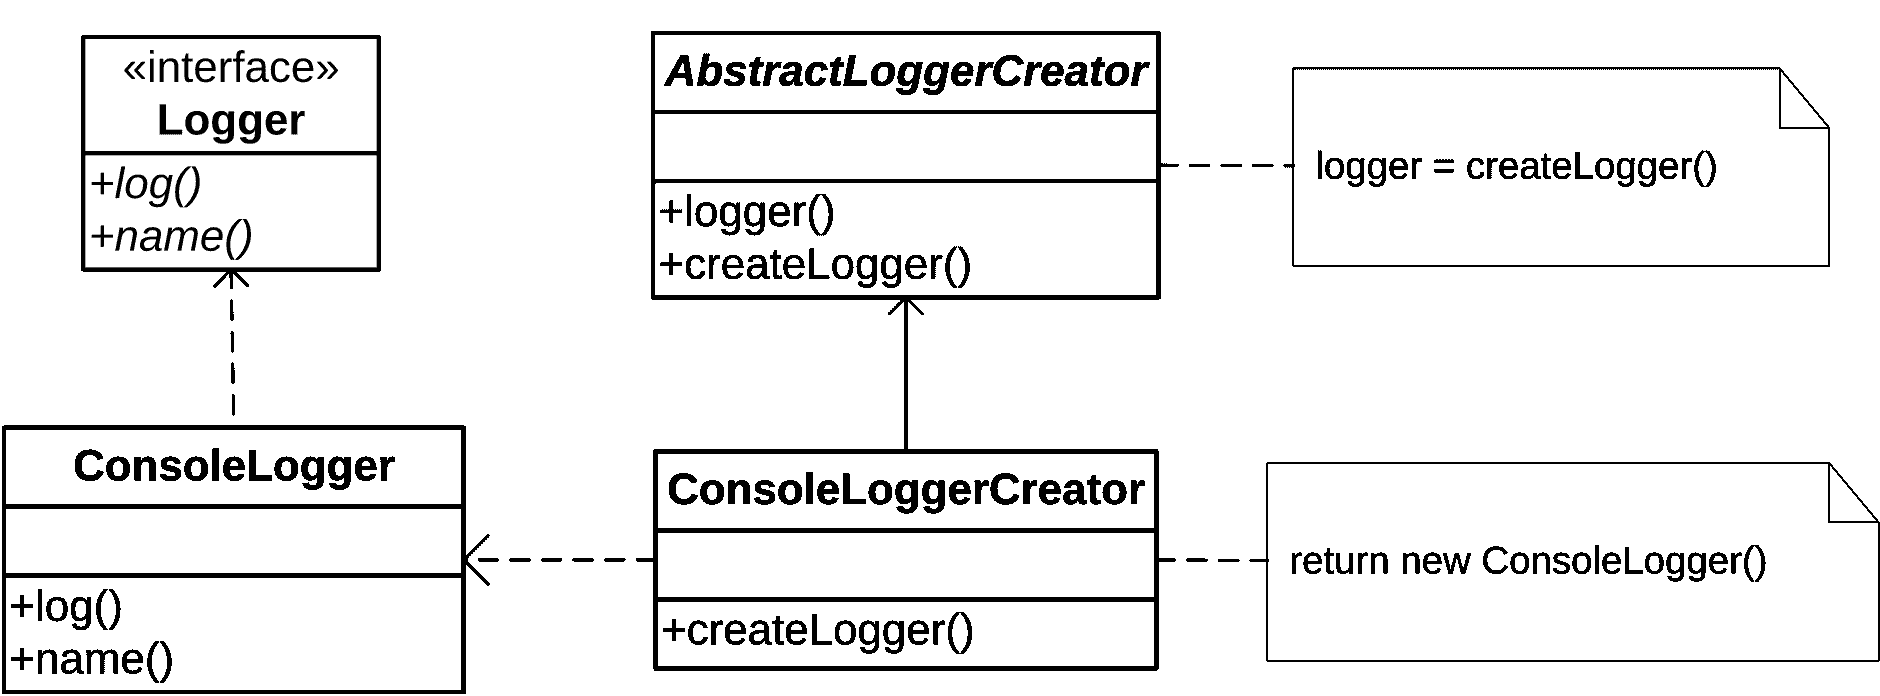 «interface»
Logger
+log()
+name()
AbstractLoggerCreator
+logger()
+createLogger()
logger = createLogger()
ConsoleLogger
+log()
+name()
ConsoleLoggerCreator
+createLogger()
return new ConsoleLogger()